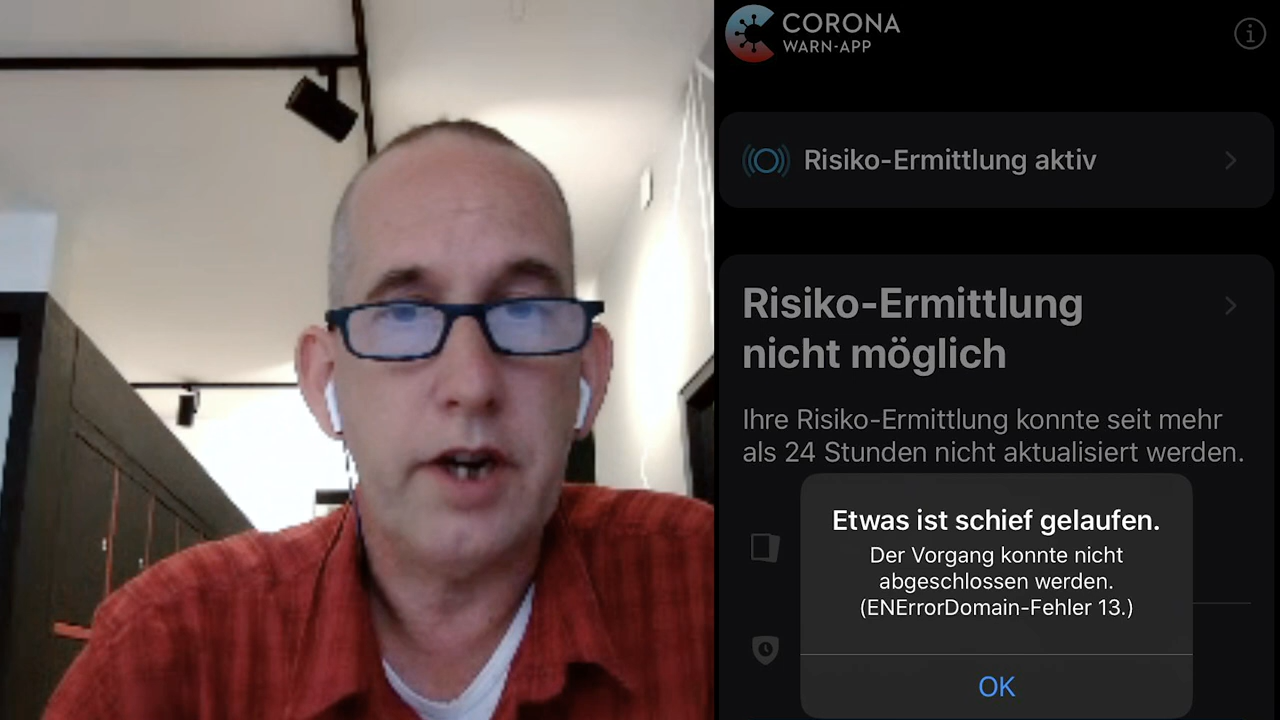 CORONA
WARN-APP
Risiko-Ermittlung aktiv
Risiko-Ermittlung
nicht möglich
Ihre Risiko-Ermittlung konnte seit mehr
als 24 Stunden nicht aktualisiert werden.
Etwas ist schief gelaufen.
Der Vorgang konnte nicht
abgeschlossen werden.
(ENErrorDomain-Fehler 13.)
OK